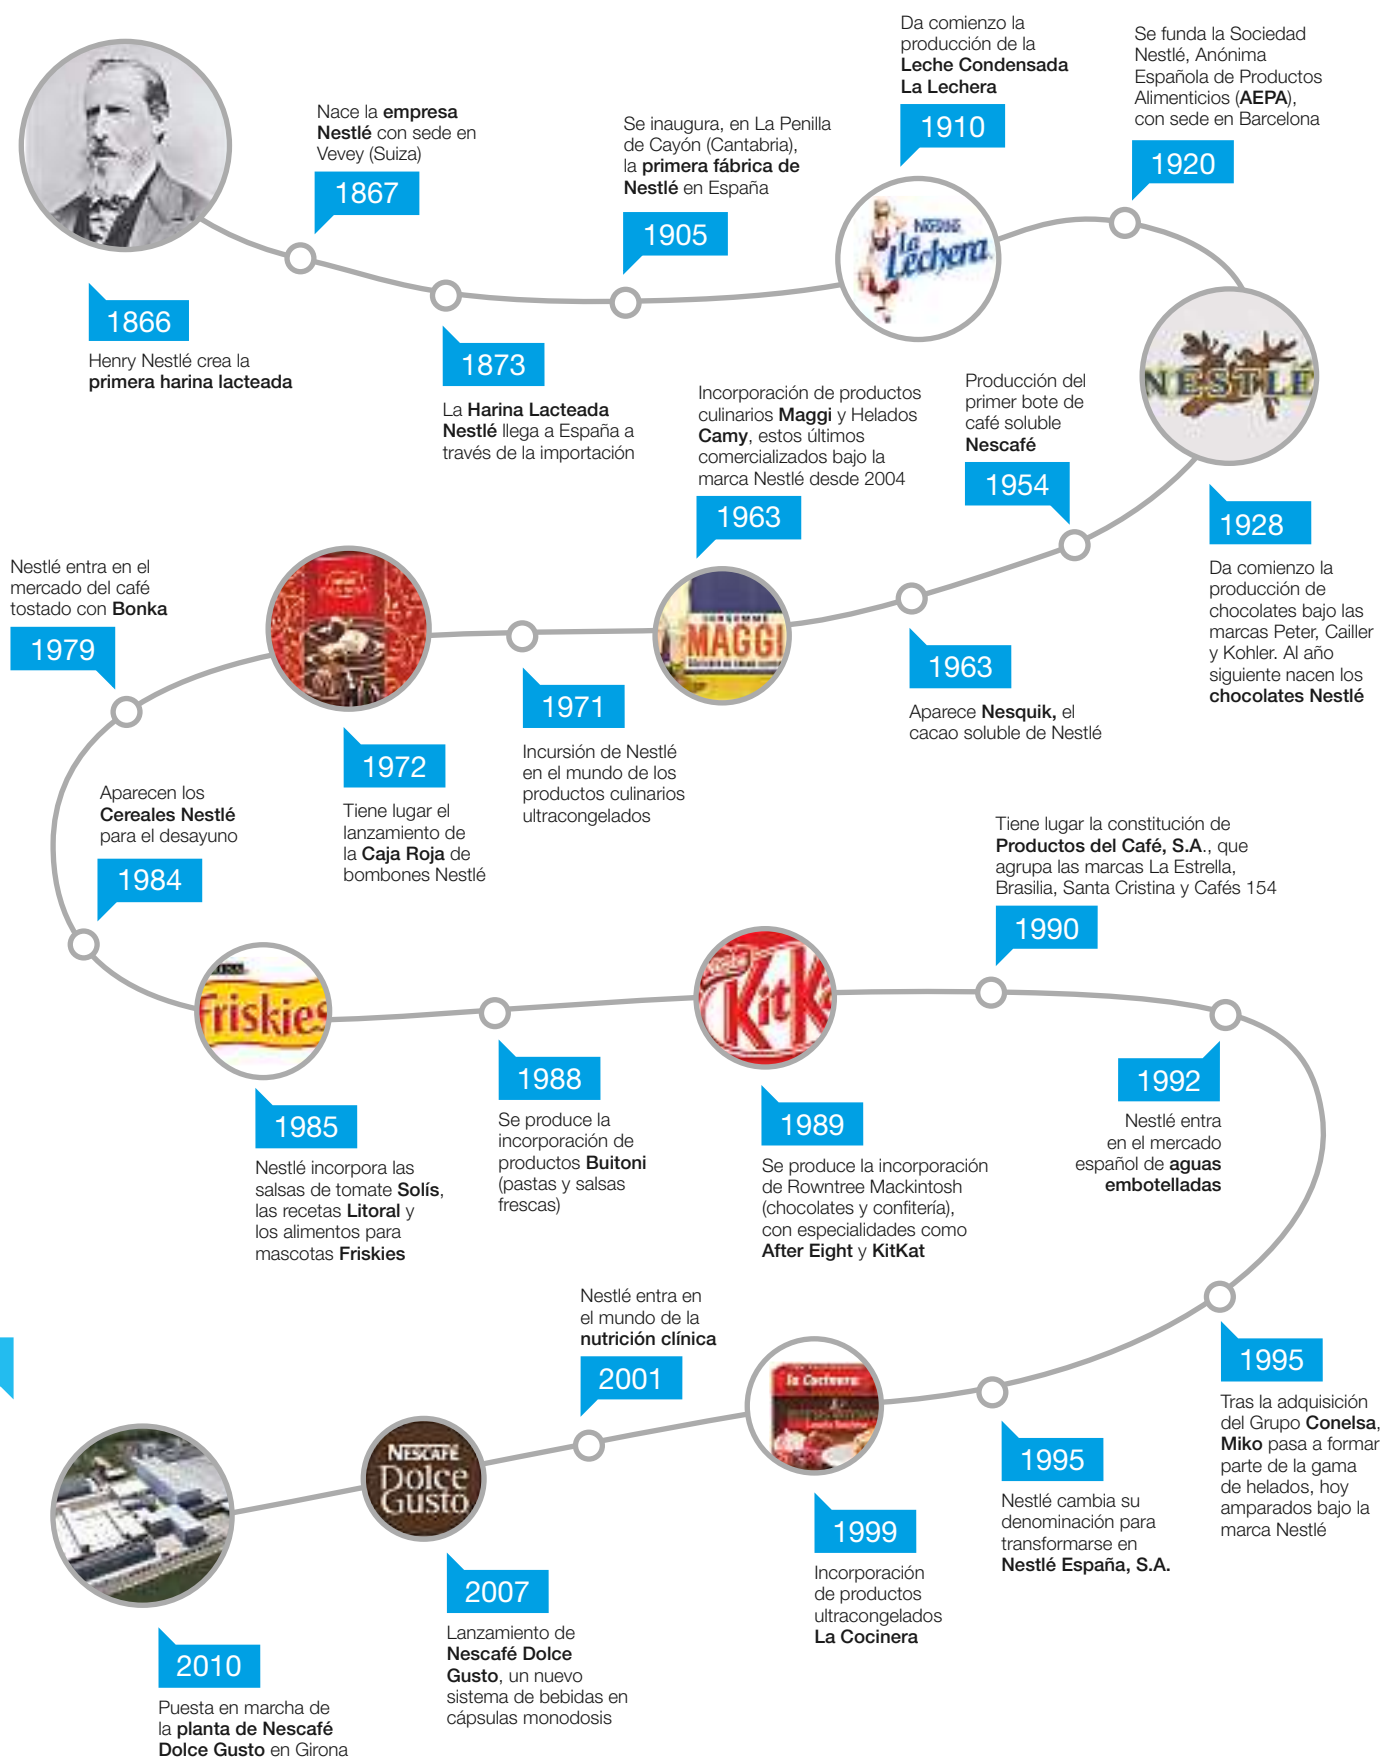 1866
Henry Nestlé crea la
primera harina lacteada
Nace la empresa
Nestlé con sede en
Vevey (Suiza)
1867
1873
La Harina Lacteada
Nestlé llega a España a
través de la importación
Se inaugura, en La Penilla
de Cayón (Cantabria),
la primera fábrica de
Nestlé en España
1905
Da comienzo la
producción de la
Leche Condensada
La Lechera
1910
Nestlé
La
Lechera
Se funda la Sociedad
Nestlé, Anónima
Española de Productos
Alimenticios (AEPA),
con sede en Barcelona
1920
NESTLÉ
1928
Da comienzo la
producción de
chocolates bajo las
marcas Peter, Cailler
y Kohler. Al año
siguiente nacen los
chocolates Nestlé
Producción del
primer bote de
café soluble
Nescafé
1954
1963
Aparece Nesquik, el
cacao soluble de Nestlé
Incorporación de productos
culinarios Maggi y Helados
Camy, estos últimos
comercializados bajo la
marca Nestlé desde 2004
1963
MAGGI
1971
Incursión de Nestlé
en el mundo de los
productos culinarios
ultracongelados
1972
Tiene lugar el
lanzamiento de
la Caja Roja de
bombones Nestlé
Nestlé entra en el
mercado del café
tostado con Bonka
1979
Aparecen los
Cereales Nestlé
para el desayuno
1984
Friskies
1985
Nestlé incorpora las
salsas de tomate Solís,
las recetas Litoral y
los alimentos para
mascotas Friskies
1988
Se produce la
incorporación de
productos Buitoni
(pastas y salsas
frescas)
Nestlé
KitK
1989
Se produce la incorporación
de Rowntree Mackintosh
(chocolates y confitería),
con especialidades como
After Eight y KitKat
Tiene lugar la constitución de
Productos del Café, S.A., que
agrupa las marcas La Estrella,
Brasilia, Santa Cristina y Cafés 154
1990
1992
Nestlé entra
en el mercado
español de aguas
embotelladas
1995
Tras la adquisición
del Grupo Conelsa,
Miko pasa a formar
parte de la gama
de helados, hoy
amparados bajo la
marca Nestlé
1995
Nestlé cambia su
denominación para
transformarse en
Nestlé España, S.A.
la Cocinera
1999
Incorporación
de productos
ultracongelados
La Cocinera
Nestlé entra en
el mundo de la
nutrición clínica
2001
NESCAFÉ
Dolce
Gusto
2007
Lanzamiento de
Nescafé Dolce
Gusto, un nuevo
sistema de bebidas en
cápsulas monodosis
2010
Puesta en marcha de
la planta de Nescafé
Dolce Gusto en Girona